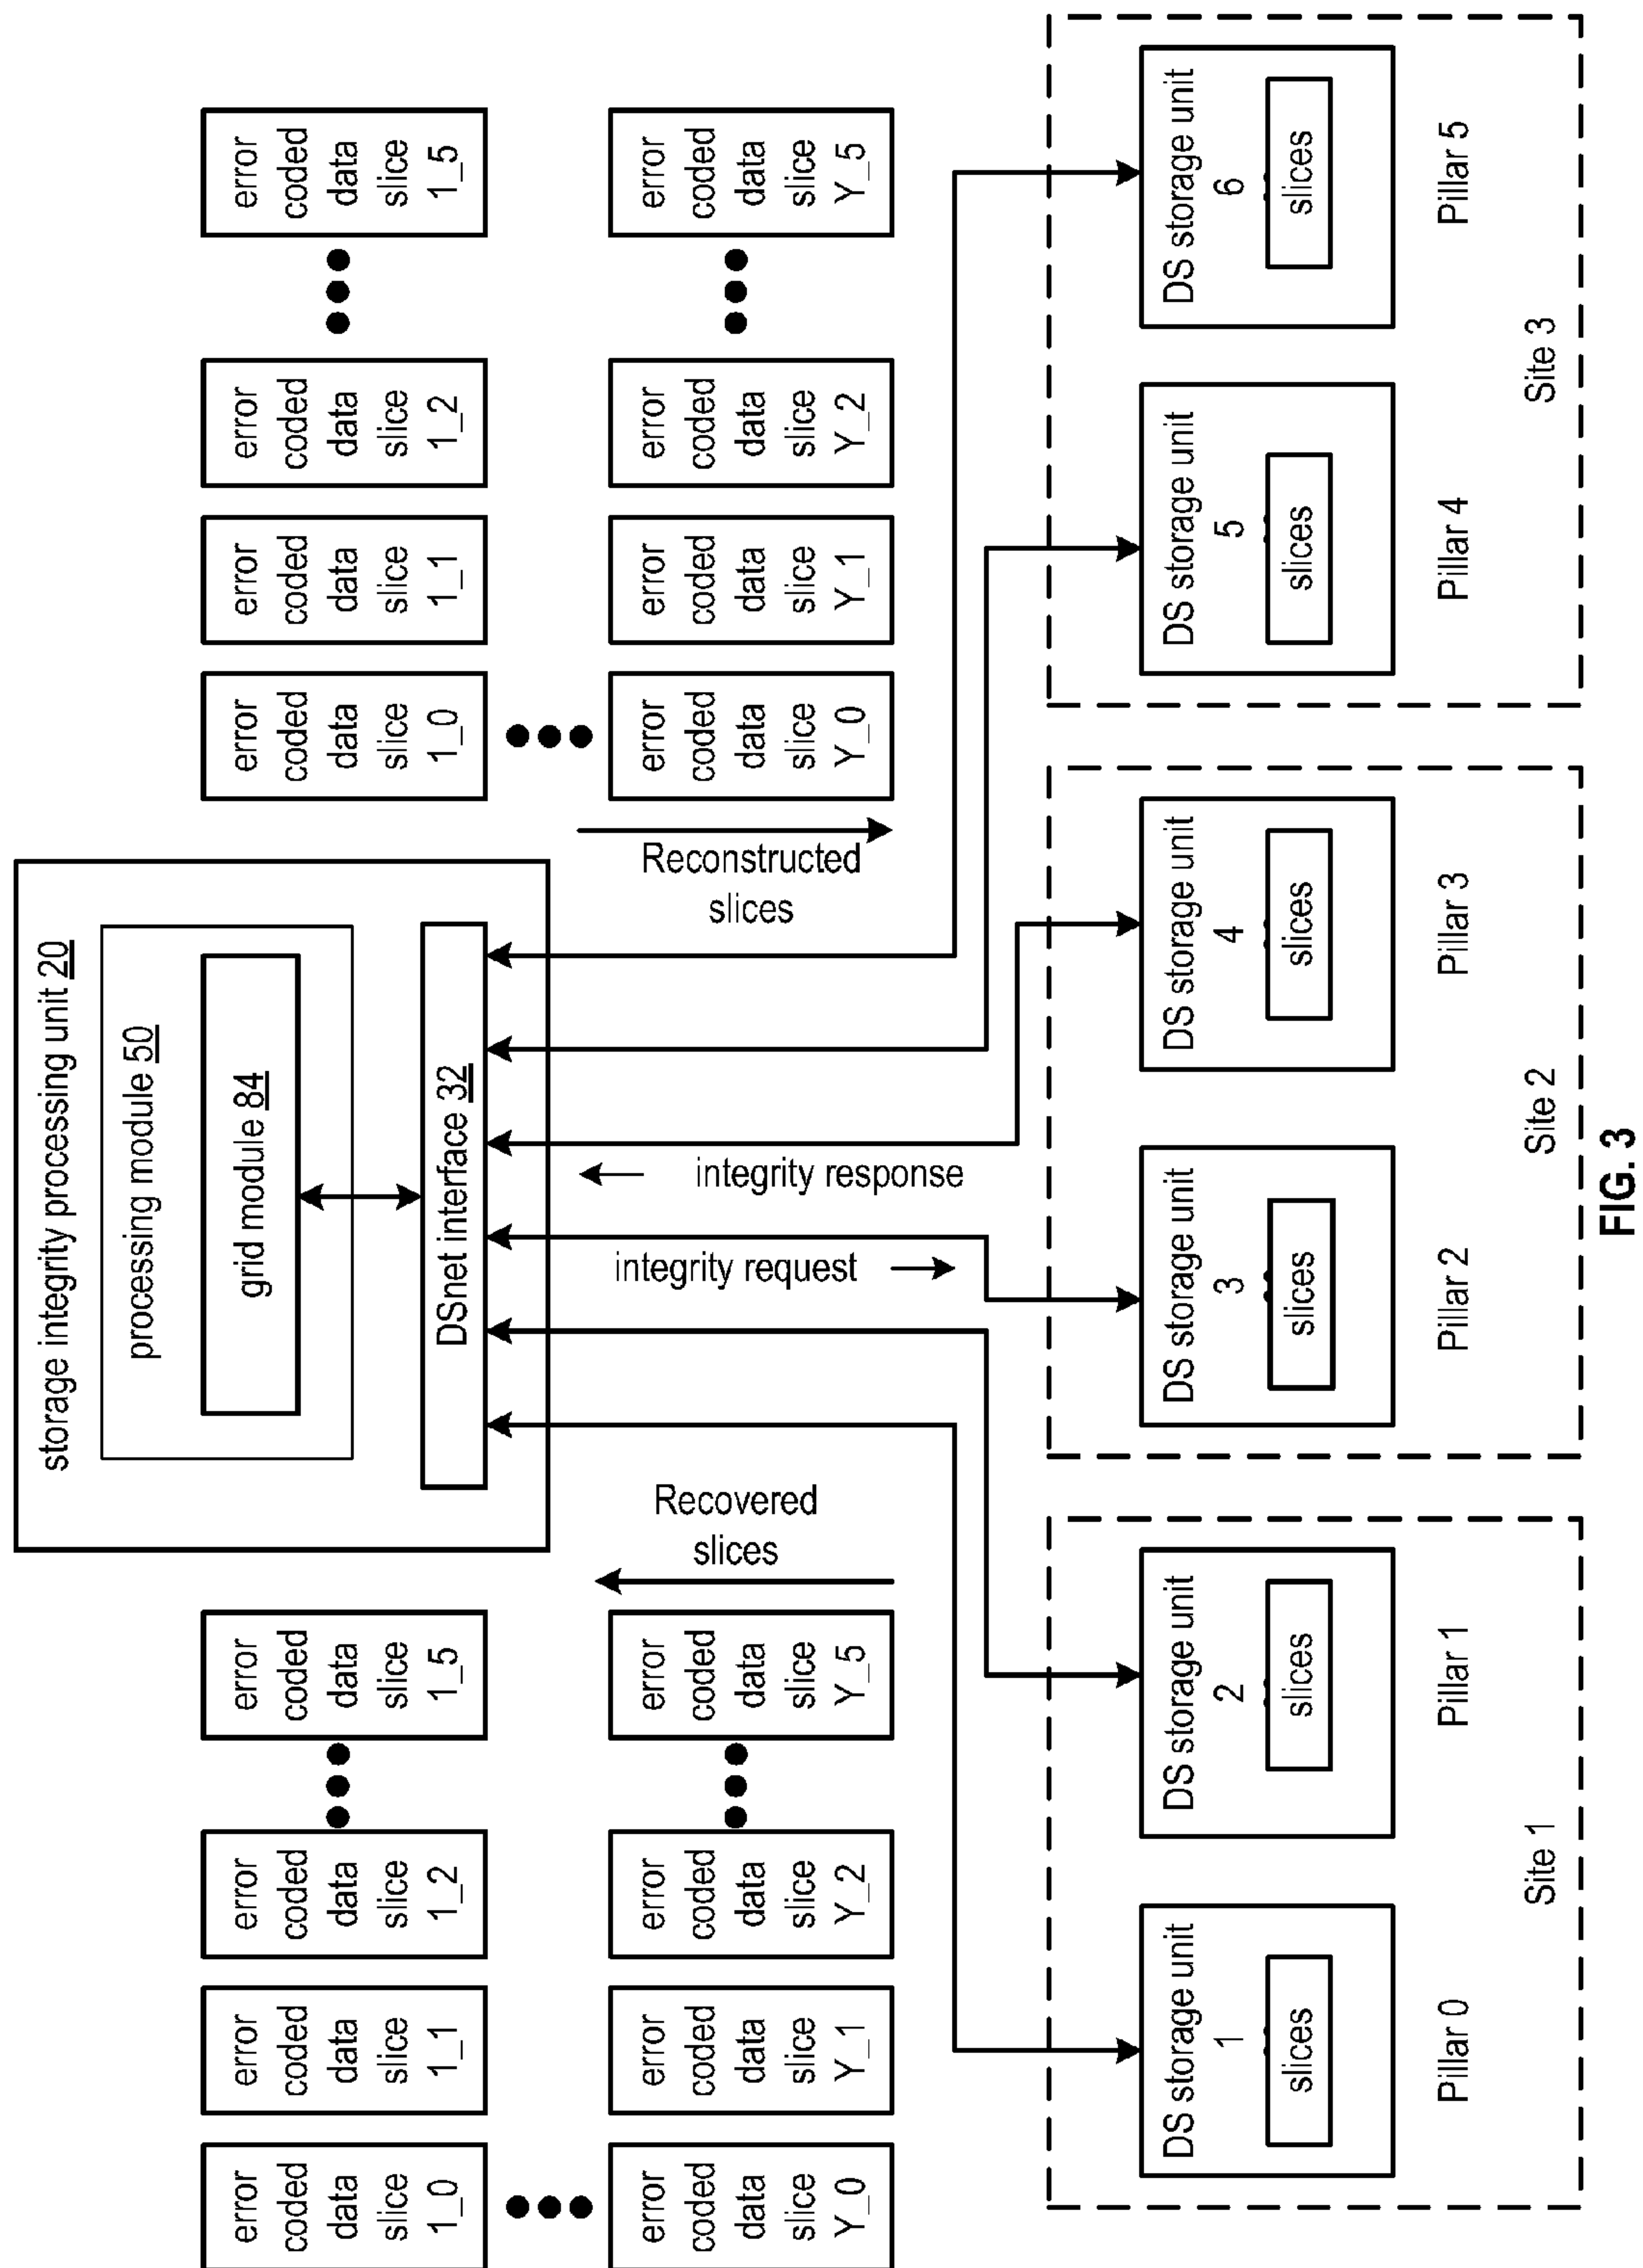 storage integrity processing unit 20
processing module 50
grid module 84
DSnet interface 32
error
coded
data
slice
1_0
error
coded
data
slice
1_1
error
coded
data
slice
1_2
error
coded
data
slice
1_5
error
coded
data
slice
Y_0
error
coded
data
slice
Y_1
error
coded
data
slice
Y_2
error
coded
data
slice
Y_5
Recovered
slices
integrity request
integrity response
Reconstructed
slices
error
coded
data
slice
1_0
error
coded
data
slice
1_1
error
coded
data
slice
1_2
error
coded
data
slice
1_5
error
coded
data
slice
Y_0
error
coded
data
slice
Y_1
error
coded
data
slice
Y_2
error
coded
data
slice
Y_5
DS storage unit
1
slices
Pillar 0
DS storage unit
2
slices
Pillar 1
Site 1
DS storage unit
3
slices
Pillar 2
DS storage unit
4
slices
Pillar 3
Site 2
DS storage unit
5
slices
Pillar 4
DS storage unit
6
slices
Pillar 5
Site 3
FIG. 3